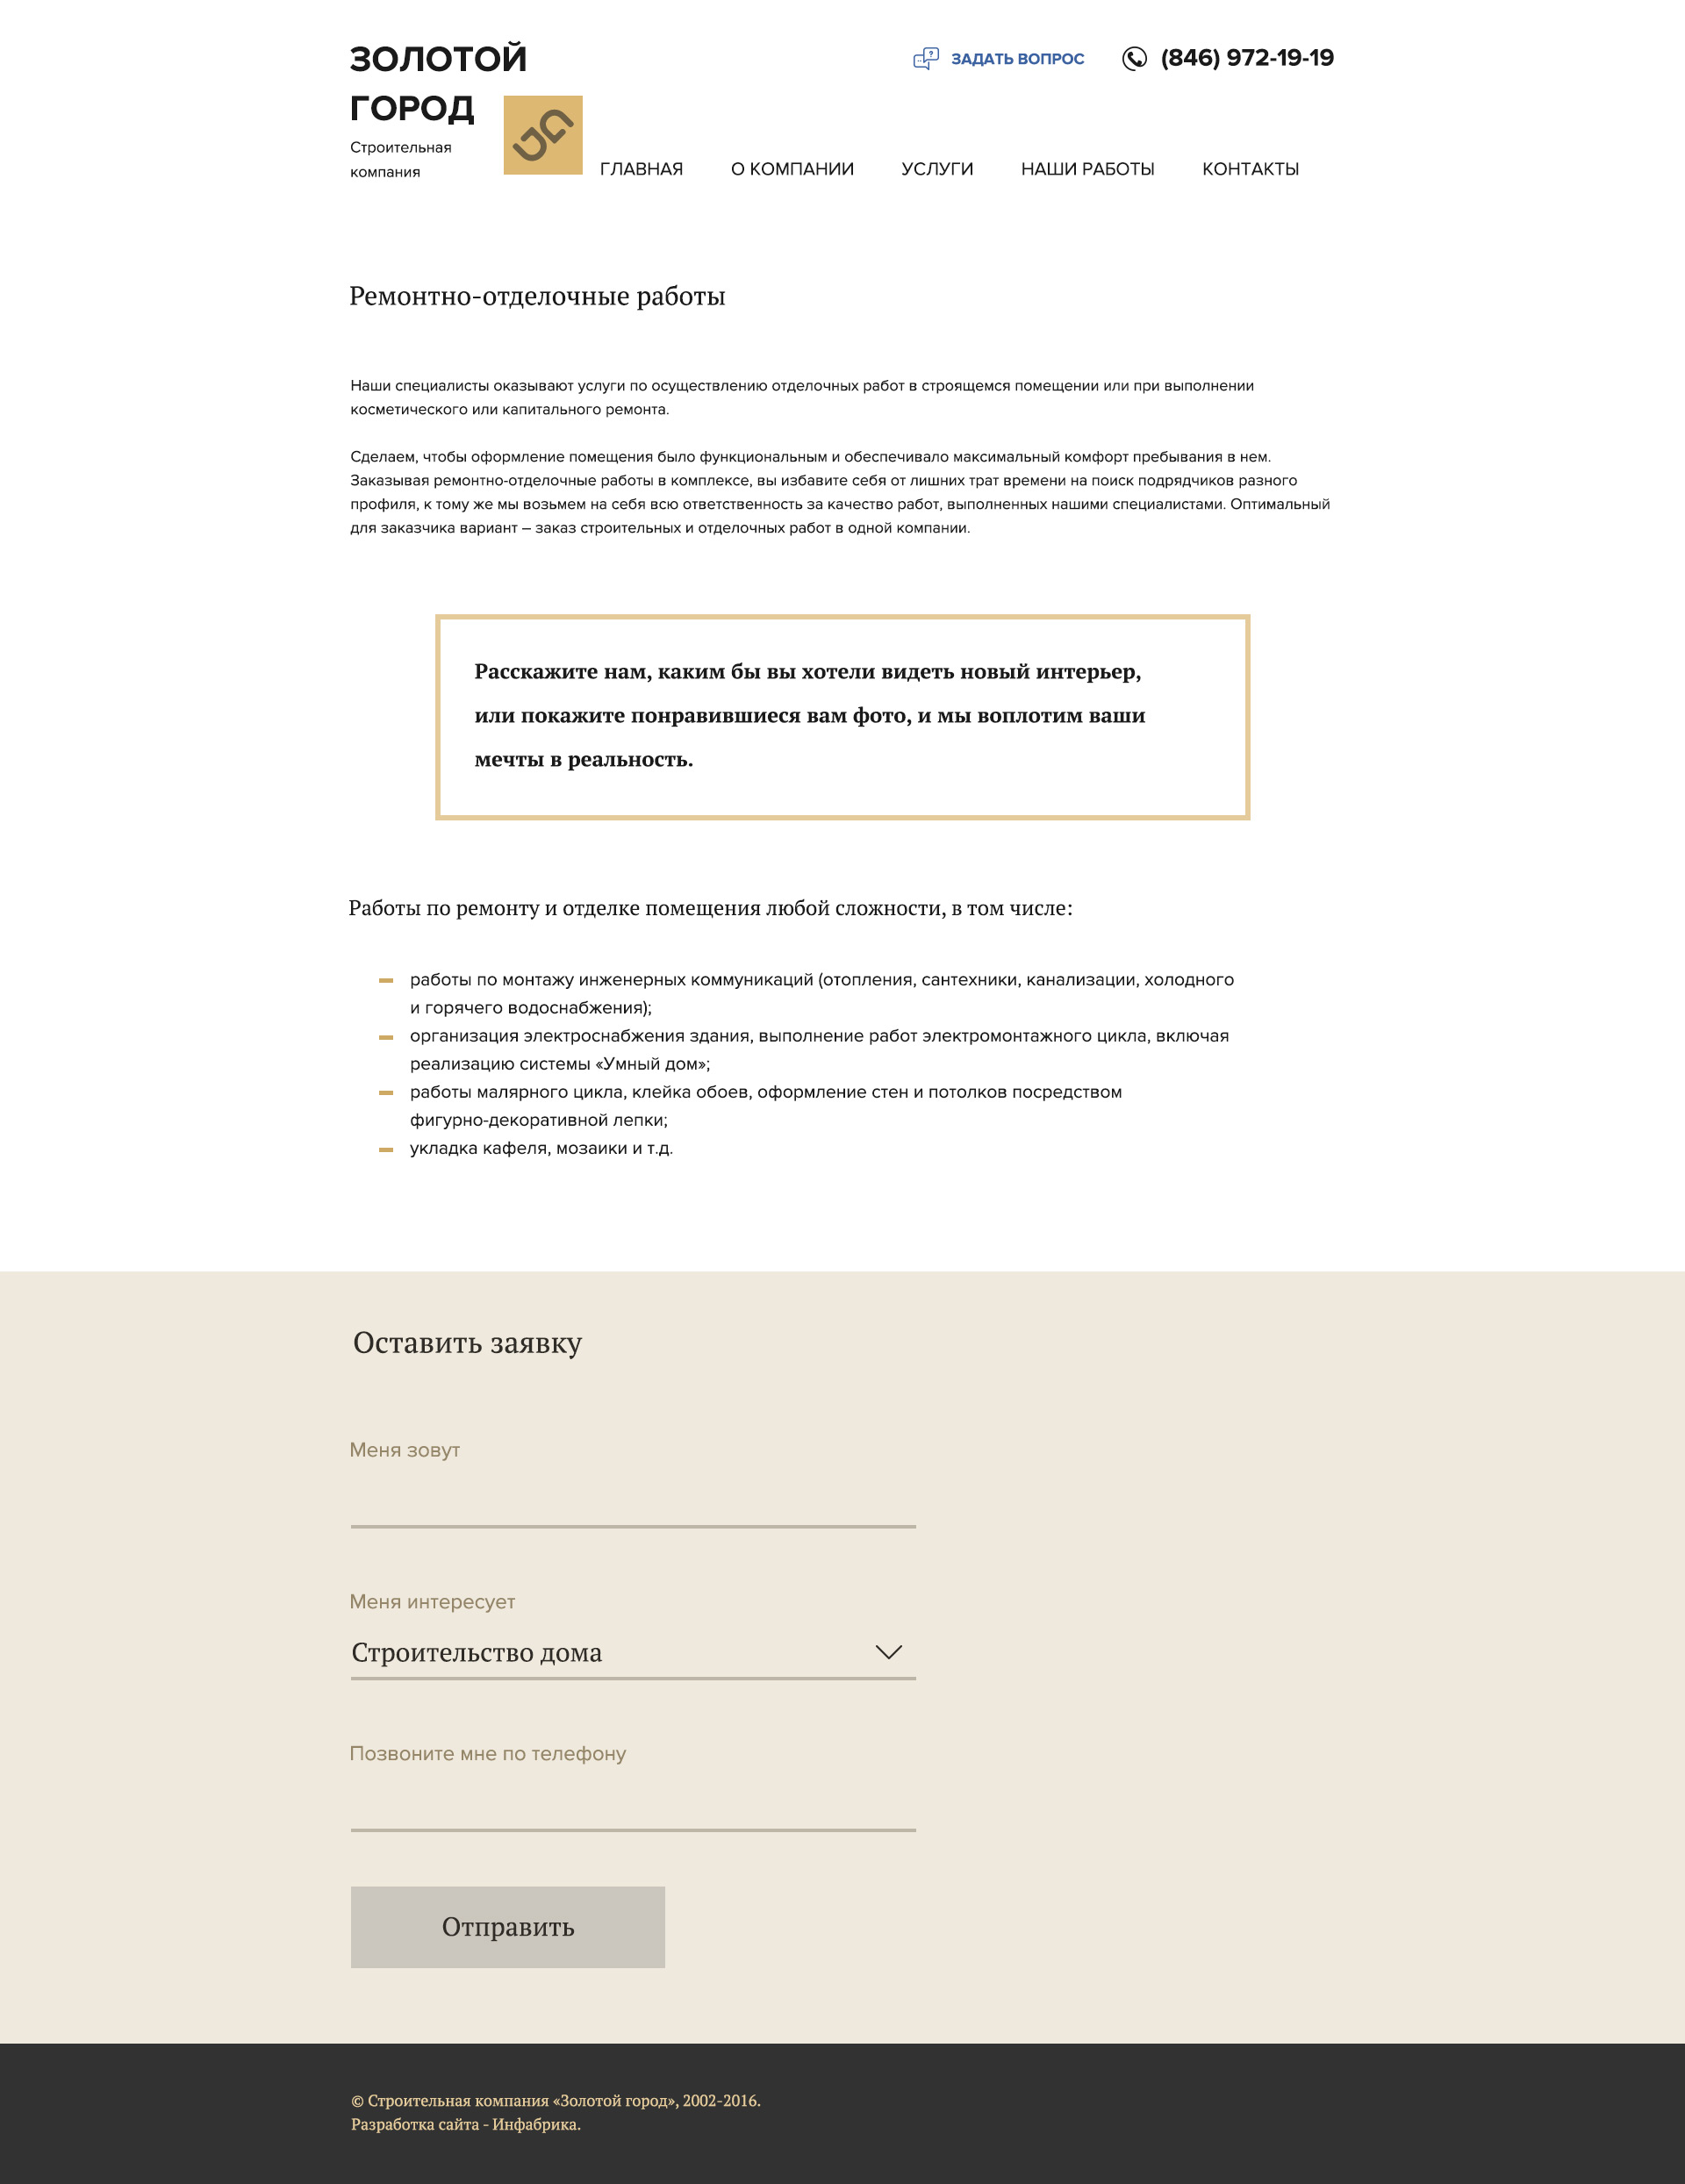 ЗОЛОТОЙ
ГОРОД
Строительная
компания
ЗАДАТЬ ВОПРОС
(846) 972-19-19
ГЛАВНАЯ
О КОМПАНИИ
УСЛУГИ
НАШИ РАБОТЫ
КОНТАКТЫ
Ремонтно-отделочные работы
Наши специалисты оказывают услуги по осуществлению отделочных работ в строящемся помещении или при выполнении
косметического или капитального ремонта.
Сделаем, чтобы оформление помещения было функциональным и обеспечивало максимальный комфорт пребывания в нем.
Заказывая ремонтно-отделочные работы в комплексе, вы избавите себя от лишних трат времени на поиск подрядчиков разного
профиля, к тому же мы возьмем на себя всю ответственность за качество работ, выполненных нашими специалистами. Оптимальный
для заказчика вариант – заказ строительных и отделочных работ в одной компании.
Расскажите нам, каким бы вы хотели видеть новый интерьер,
или покажите понравившиеся вам фото, и мы воплотим ваши
мечты в реальность.
Работы по ремонту и отделке помещения любой сложности, в том числе:
работы по монтажу инженерных коммуникаций (отопления, сантехники, канализации, холодного
и горячего водоснабжения);
организация электроснабжения здания, выполнение работ электромонтажного цикла, включая
реализацию системы «Умный дом»;
работы малярного цикла, клейка обоев, оформление стен и потолков посредством
фигурно-декоративной лепки;
укладка кафеля, мозаики и т.д.
Оставить заявку
Меня зовут
Меня интересует
Строительство дома
Позвоните мне по телефону
Отправить
© Строительная компания «Золотой город», 2002-2016.
Разработка сайта - Инфабрика.